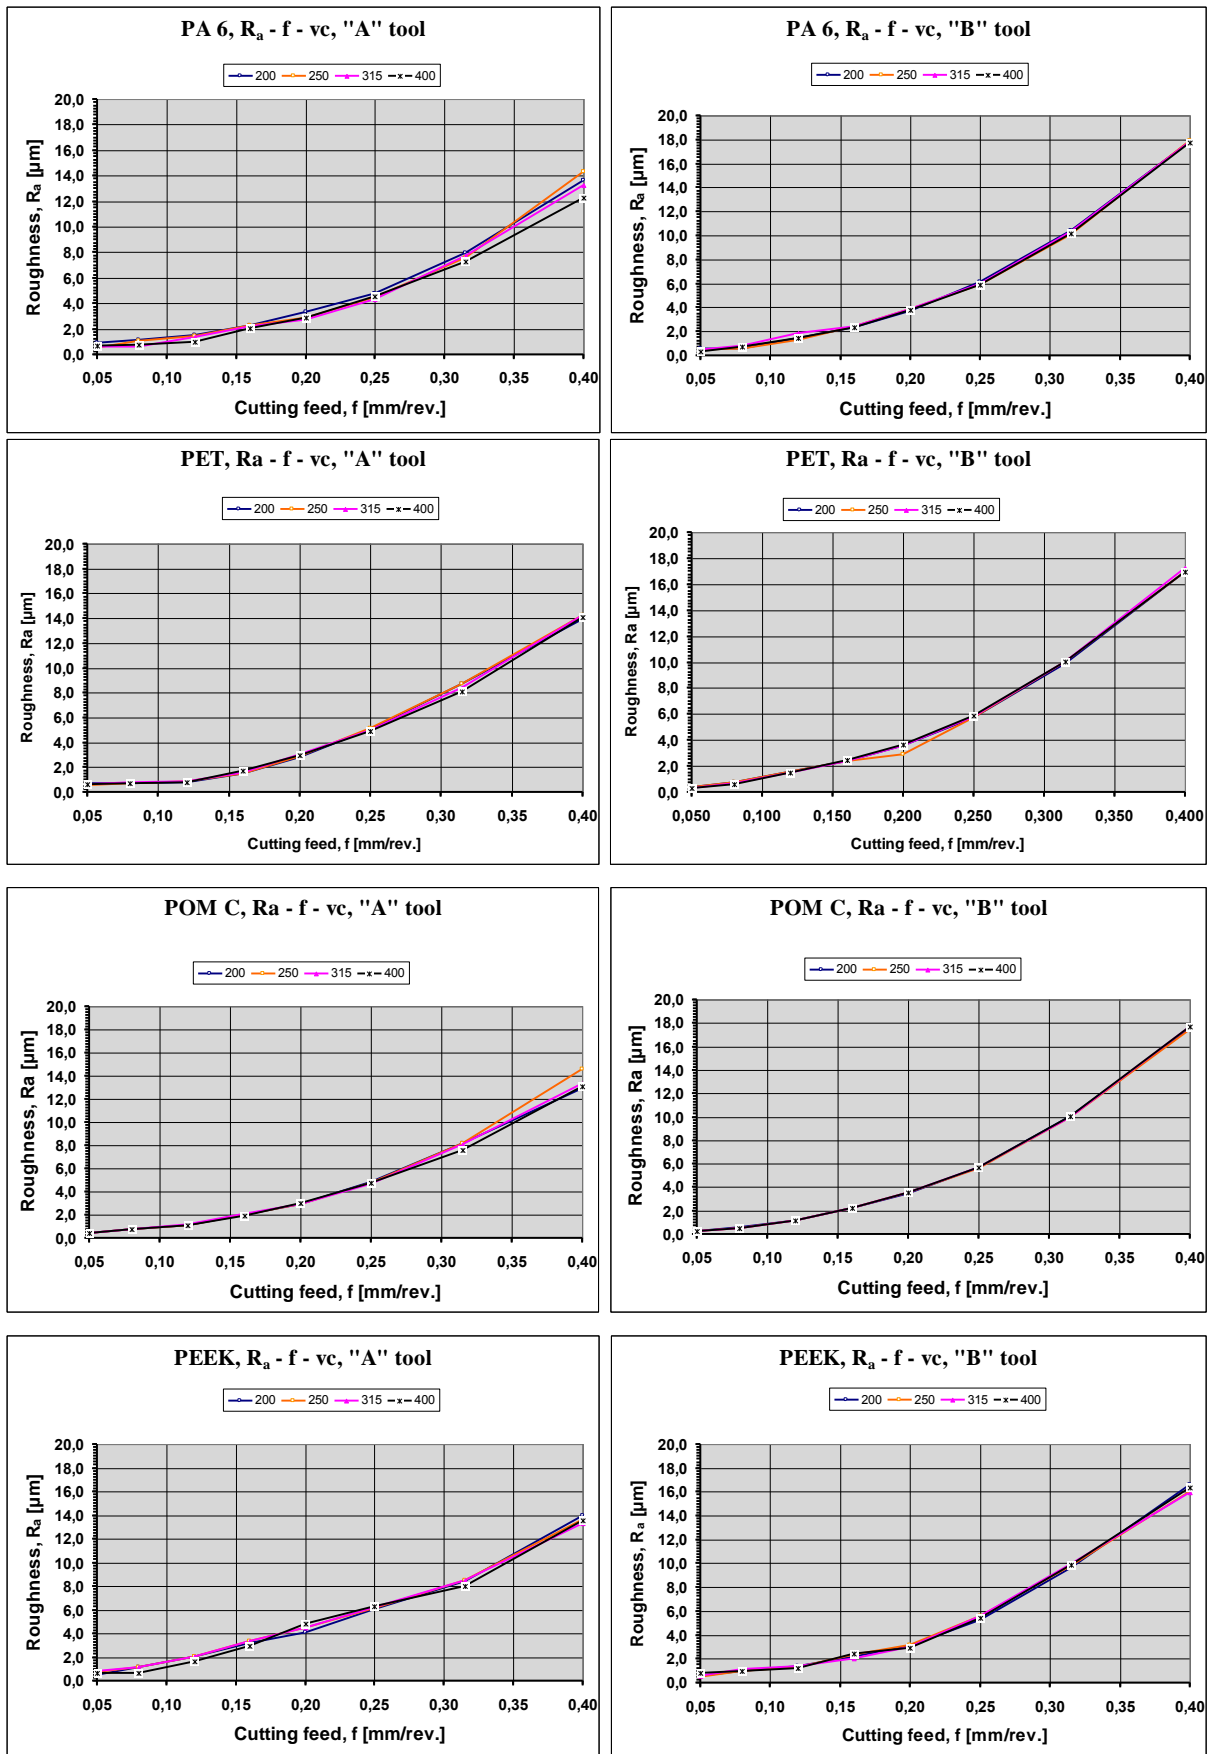 PA 6, Rₐ - f - vc, "A" tool
200 250 315 400
20,0
18,0
16,0
14,0
12,0
10,0
8,0
6,0
4,0
2,0
0,0
Roughness, Rₐ [µm]
0,05 0,10 0,15 0,20 0,25 0,30 0,35 0,40
Cutting feed, f [mm/rev.]
PA 6, Rₐ - f - vc, "B" tool
200 250 315 400
20,0
18,0
16,0
14,0
12,0
10,0
8,0
6,0
4,0
2,0
0,0
Roughness, Rₐ [µm]
0,05 0,10 0,15 0,20 0,25 0,30 0,35 0,40
Cutting feed, f [mm/rev.]
PET, Ra - f - vc, "A" tool
200 250 315 400
20,0
18,0
16,0
14,0
12,0
10,0
8,0
6,0
4,0
2,0
0,0
Roughness, Ra [µm]
0,05 0,10 0,15 0,20 0,25 0,30 0,35 0,40
Cutting feed, f [mm/rev.]
PET, Ra - f - vc, "B" tool
200 250 315 400
20,0
18,0
16,0
14,0
12,0
10,0
8,0
6,0
4,0
2,0
0,0
Roughness, Ra [µm]
0,050 0,100 0,150 0,200 0,250 0,300 0,350 0,400
Cutting feed, f [mm/rev.]
POM C, Ra - f - vc, "A" tool
200 250 315 400
20,0
18,0
16,0
14,0
12,0
10,0
8,0
6,0
4,0
2,0
0,0
Roughness, Ra [µm]
0,05 0,10 0,15 0,20 0,25 0,30 0,35 0,40
Cutting feed, f [mm/rev.]
POM C, Ra - f - vc, "B" tool
200 250 315 400
20,0
18,0
16,0
14,0
12,0
10,0
8,0
6,0
4,0
2,0
0,0
Roughness, Ra [µm]
0,05 0,10 0,15 0,20 0,25 0,30 0,35 0,40
Cutting feed, f [mm/rev.]
PEEK, Rₐ - f - vc, "A" tool
200 250 315 400
20,0
18,0
16,0
14,0
12,0
10,0
8,0
6,0
4,0
2,0
0,0
Roughness, Rₐ [µm]
0,05 0,10 0,15 0,20 0,25 0,30 0,35 0,40
Cutting feed, f [mm/rev.]
PEEK, Rₐ - f - vc, "B" tool
200 250 315 400
20,0
18,0
16,0
14,0
12,0
10,0
8,0
6,0
4,0
2,0
0,0
Roughness, Rₐ [µm]
0,05 0,10 0,15 0,20 0,25 0,30 0,35 0,40
Cutting feed, f [mm/rev.]